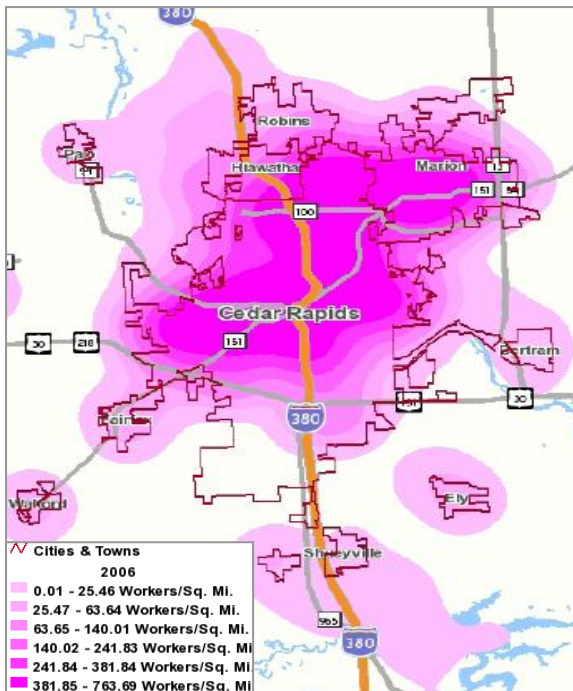 380
Robins
Palo
94
Hiawatha
Marion
13
151
100
Cedar Rapids
30
218
151
Bertram
30
151
Fairfax
380
Walford
Ely
Shueyville
965
380
Cities & Towns
2006
0.01 - 25.46 Workers/Sq. Mi.
25.47 - 63.64 Workers/Sq. Mi.
63.65 - 140.01 Workers/Sq. Mi.
140.02 - 241.83 Workers/Sq. Mi.
241.84 - 381.84 Workers/Sq. Mi.
381.85 - 763.69 Workers/Sq. Mi